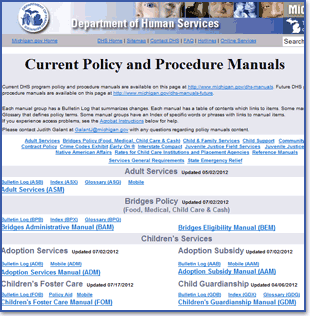 Department of Human Services
MIC
Michigan.gov Home
DHS Home | Sitemap | Contact DHS | FAQ | Hotlines | Online Services
Search
Current Policy and Procedure Manuals
Current DHS program policy and procedure manuals are available on this page at http://www.michigan.gov/dhs-manuals. Future DHS
policy and procedure manuals are available on this page at http://www.michigan.gov/dhs-manuals-future.
Each manual group has a Bulletin Log that summarizes changes. Each manual has a table of contents which links to items. Some ma
Glossary that defines policy terms. Some manual groups have an Index of specific words or phrases with links to manual items.
If you experience access problems, see the Acrobat Instructions below for help.
Please contact Judith Galant at GalantJ@michigan.gov with any questions regarding policy manuals content.
Adult Services Bridges Policy (Food, Medical, Child Care & Cash) Child & Family Services Child Support Communit
Contract Policy Crime Codes Exhibit Early On ® Interstate Compact Juvenile Justice Field Services Juvenile Justice
Native American Affairs Rates for Child Care Institutions and Placement Agencies Reference Manuals
Services General Requirements State Emergency Relief
Adult Services Updated 05/02/2012
Bulletin Log (ASB) Index (ASX) Glossary (ASG) Mobile
Adult Services (ASM)
Bridges Policy Updated 07/02/2012
(Food, Medical, Child Care & Cash)
Bulletin Log (BPB) Index (BPX) Glossary (BPG)
Bridges Administrative Manual (BAM) Bridges Eligibility Manual (BEM)
Children's Services
Adoption Services Updated 07/02/2012 Adoption Subsidy Updated 07/02/2012
Bulletin Log (ADB) Mobile (ADM) Bulletin Log (AAB) Mobile (AAM)
Adoption Services Manual (ADM) Adoption Subsidy Manual (AAM)
Children's Foster Care Updated 07/17/2012 Child Guardianship Updated 04/06/2012
Bulletin Log (FOB) Policy Aid Mobile Bulletin Log (GDB) Index (GDX) Glossary (GDG)
Children's Foster Care Manual (FOM) Children's Guardianship Manual (GDM)